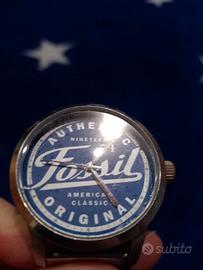 AUTHENTIC
NINETEEN
Fossil
AMERICAN
CLASSIC
ORIGINAL
subito